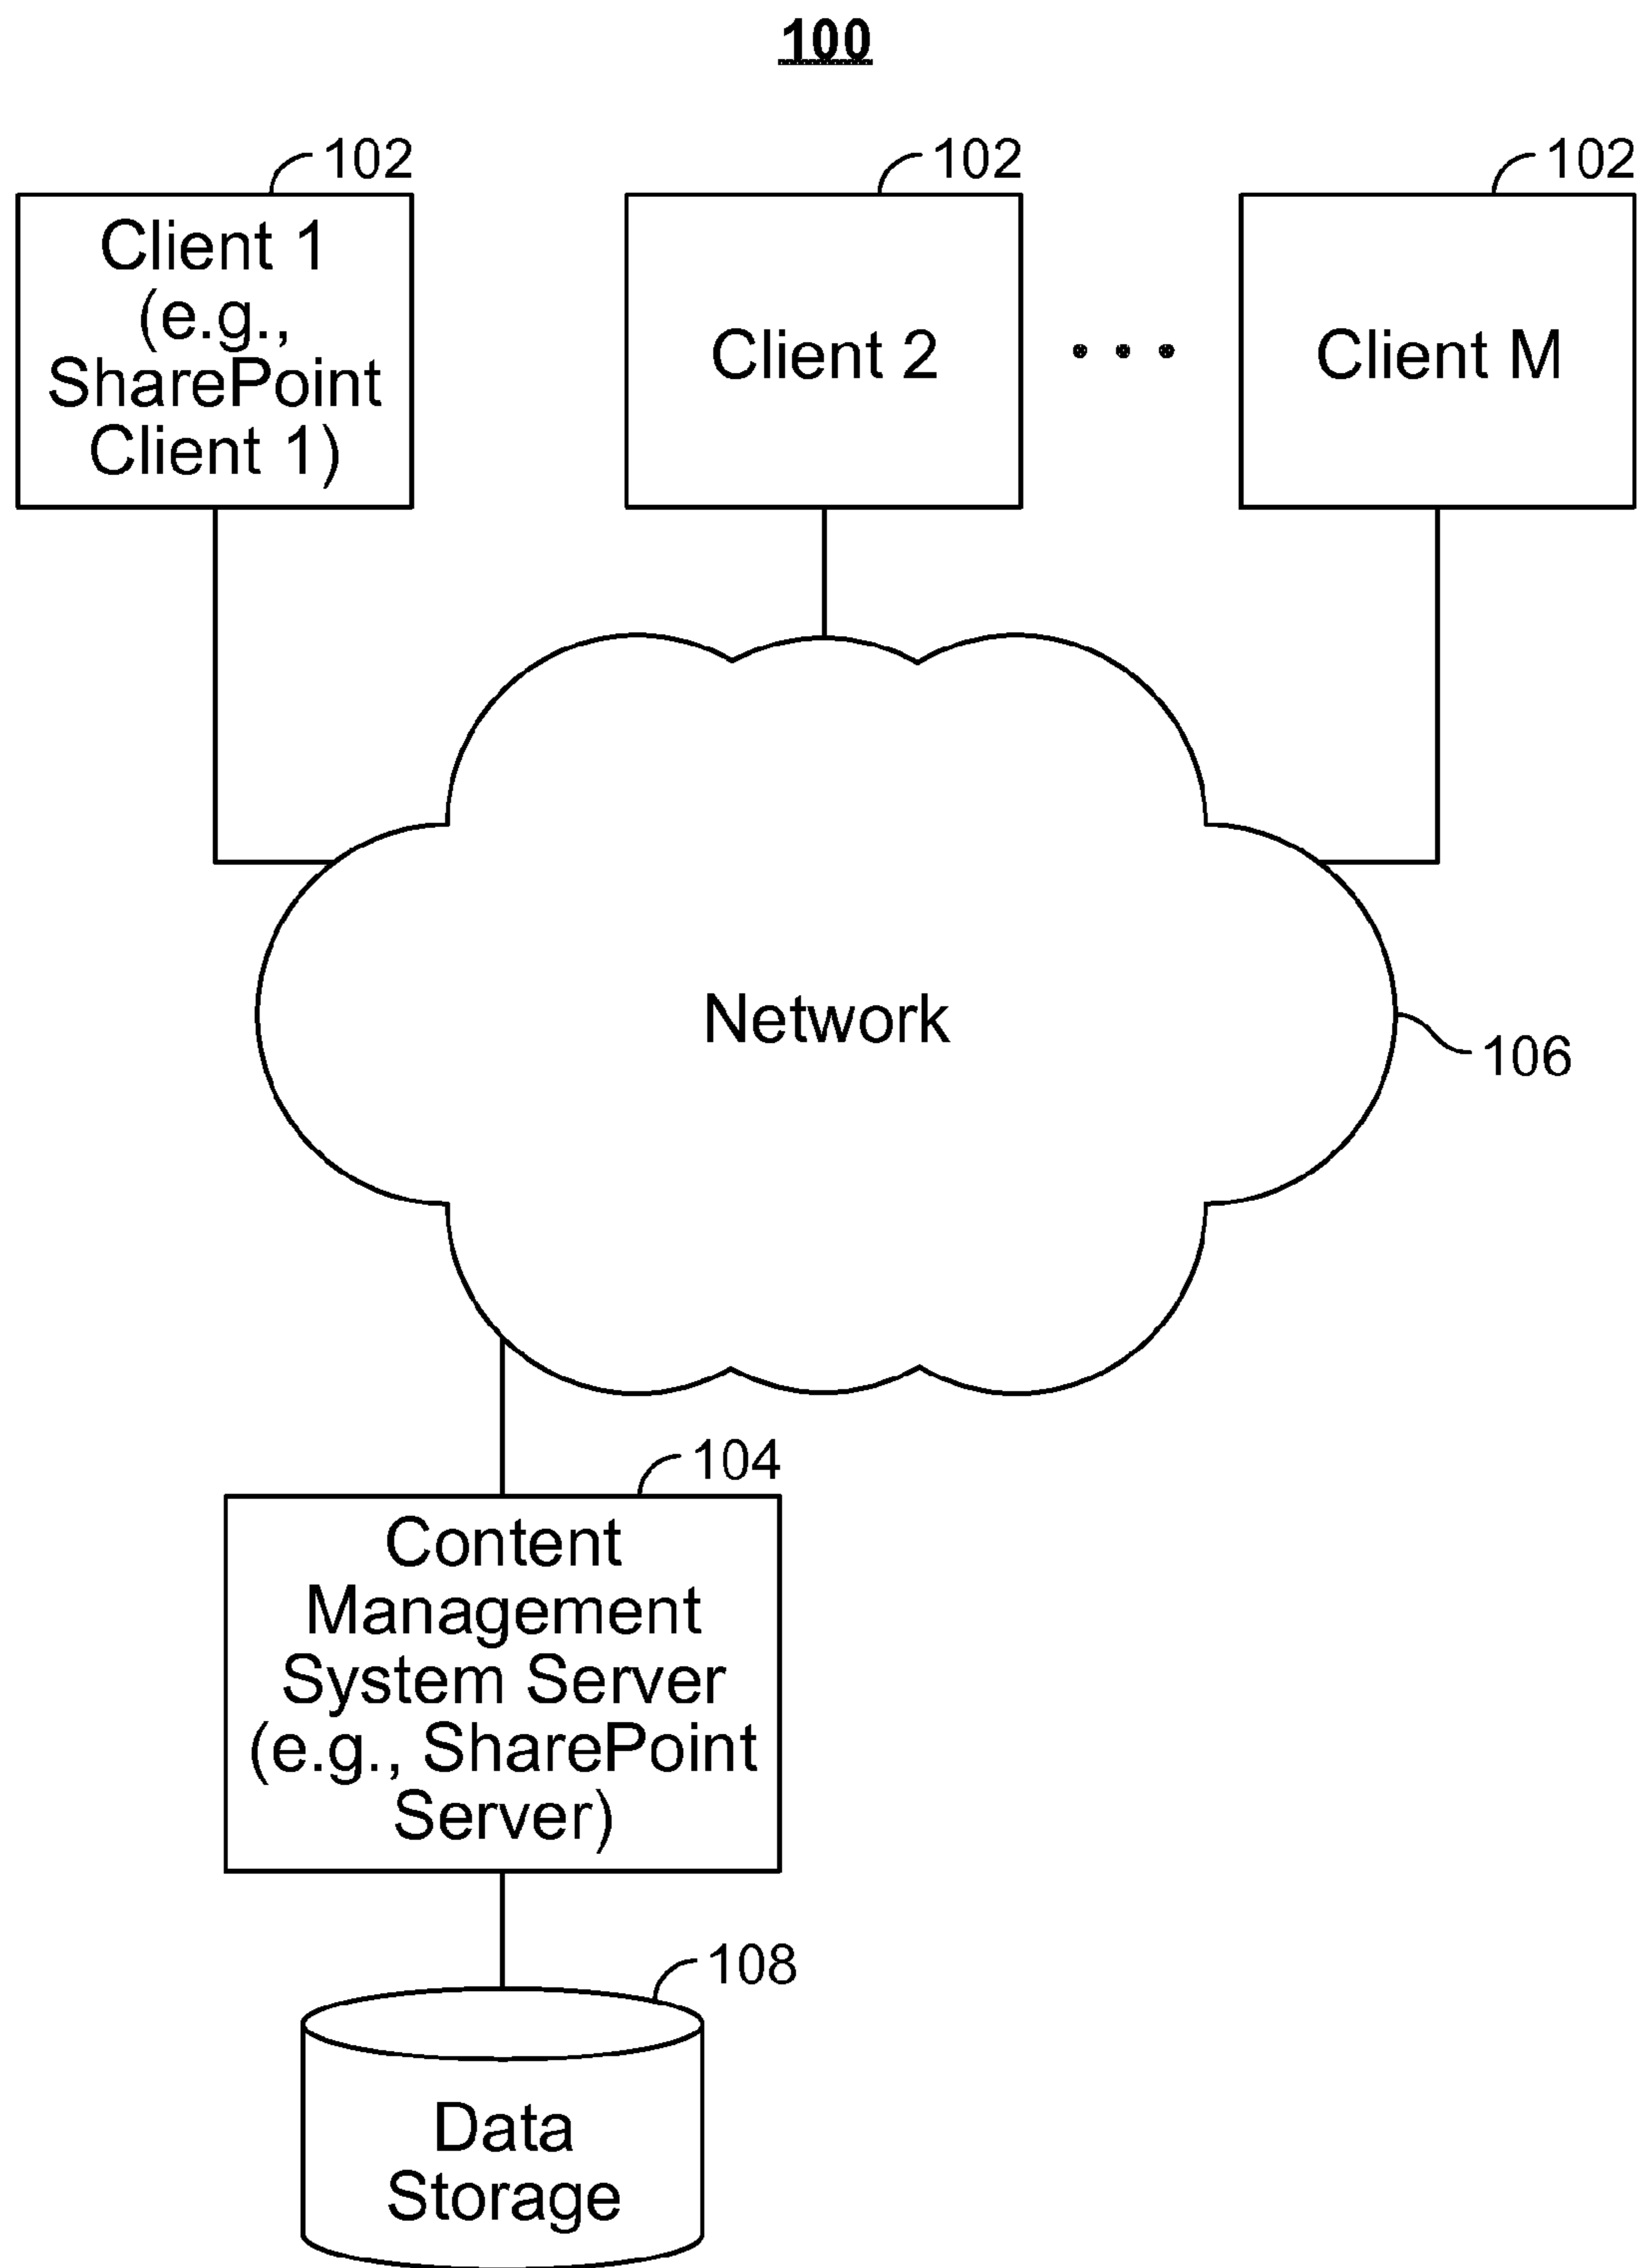 100
102
102
102
Client 1
(e.g.,
SharePoint
Client 1)
Client 2
Client M
Network
106
104
Content
Management
System Server
(e.g., SharePoint
Server)
108
Data
Storage